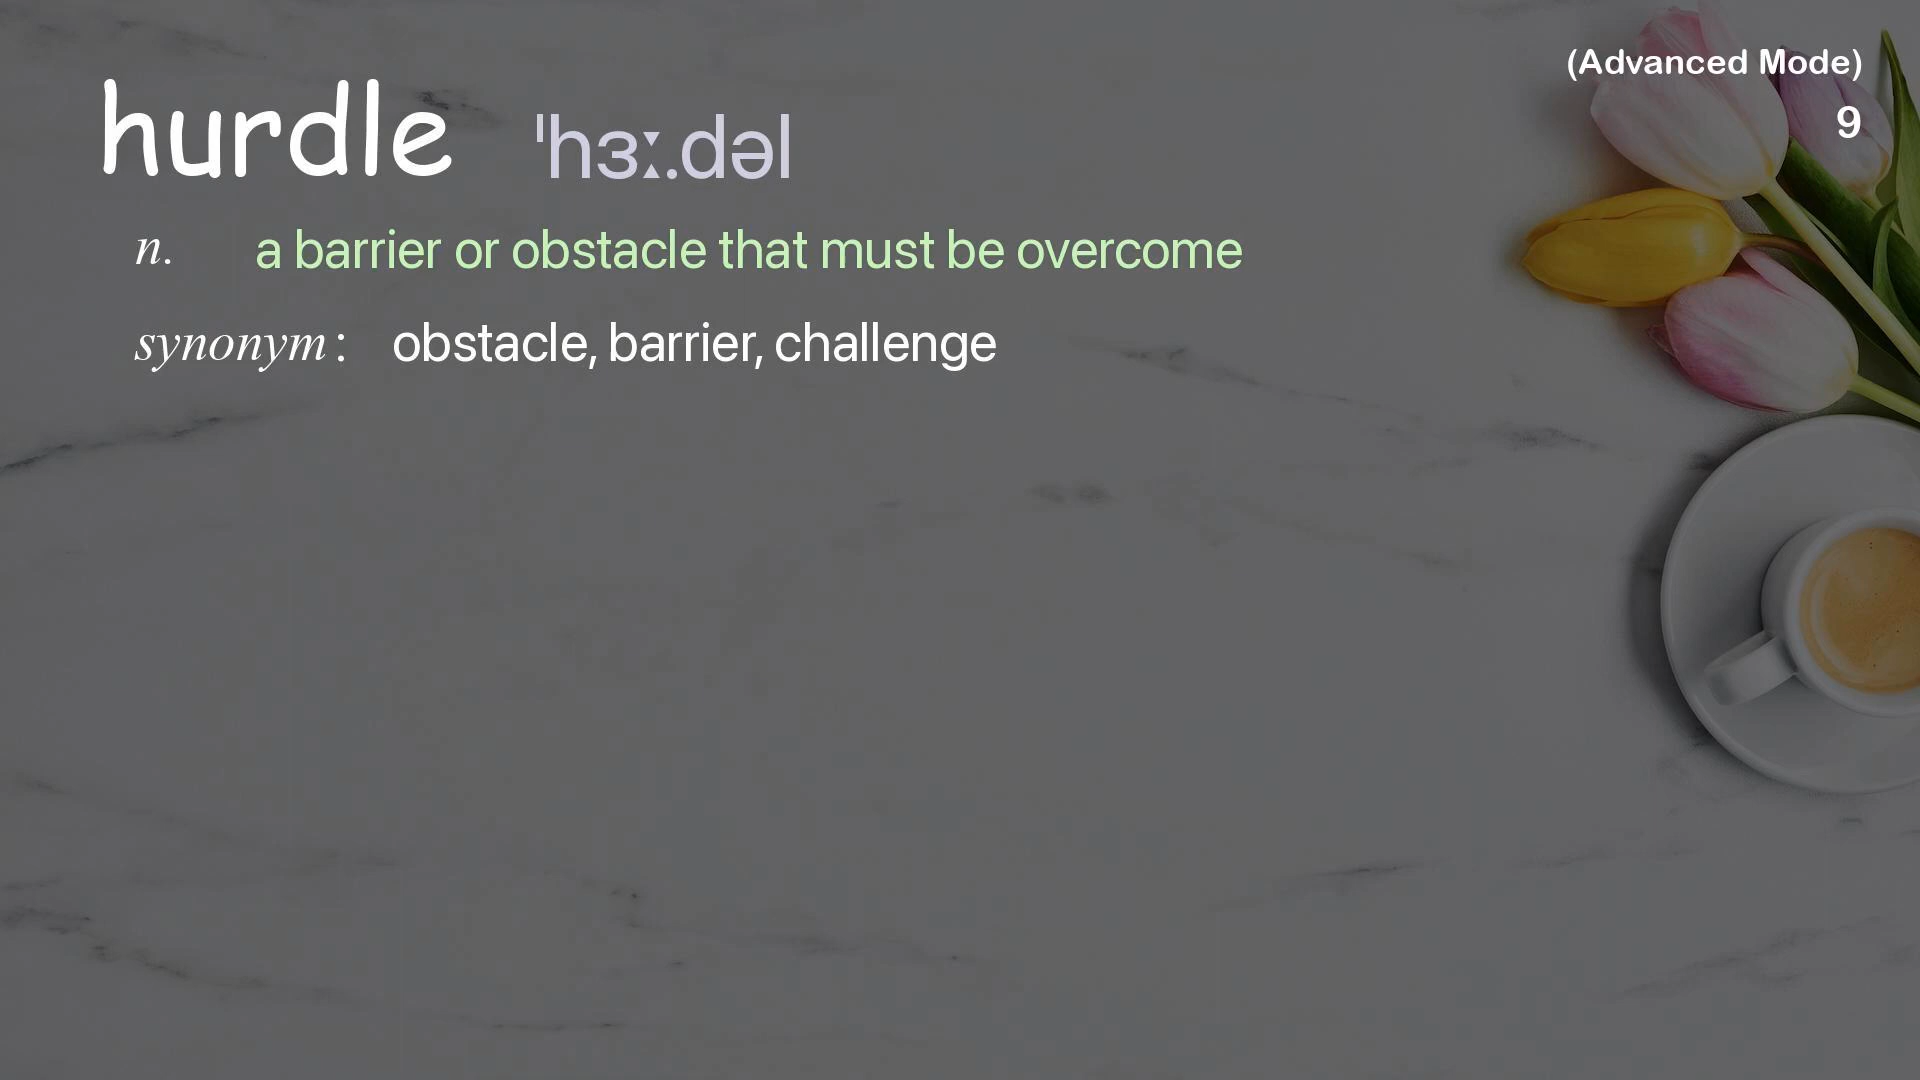 (Advanced Mode)
9
hurdle ˈhɜː.dəl
n. a barrier or obstacle that must be overcome
synonym: obstacle, barrier, challenge